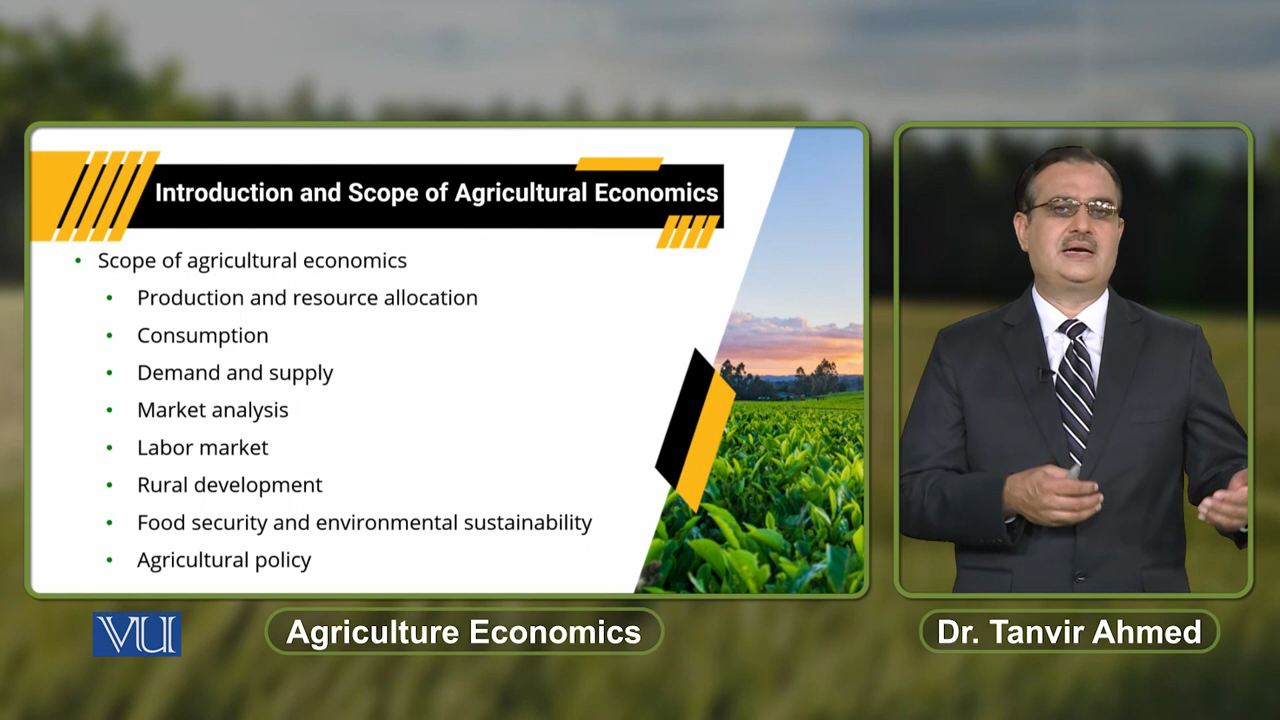 Introduction and Scope of Agricultural Economics
• Scope of agricultural economics
• Production and resource allocation
• Consumption
• Demand and supply
• Market analysis
• Labor market
• Rural development
• Food security and environmental sustainability
• Agricultural policy
VU
Agriculture Economics
Dr. Tanvir Ahmed